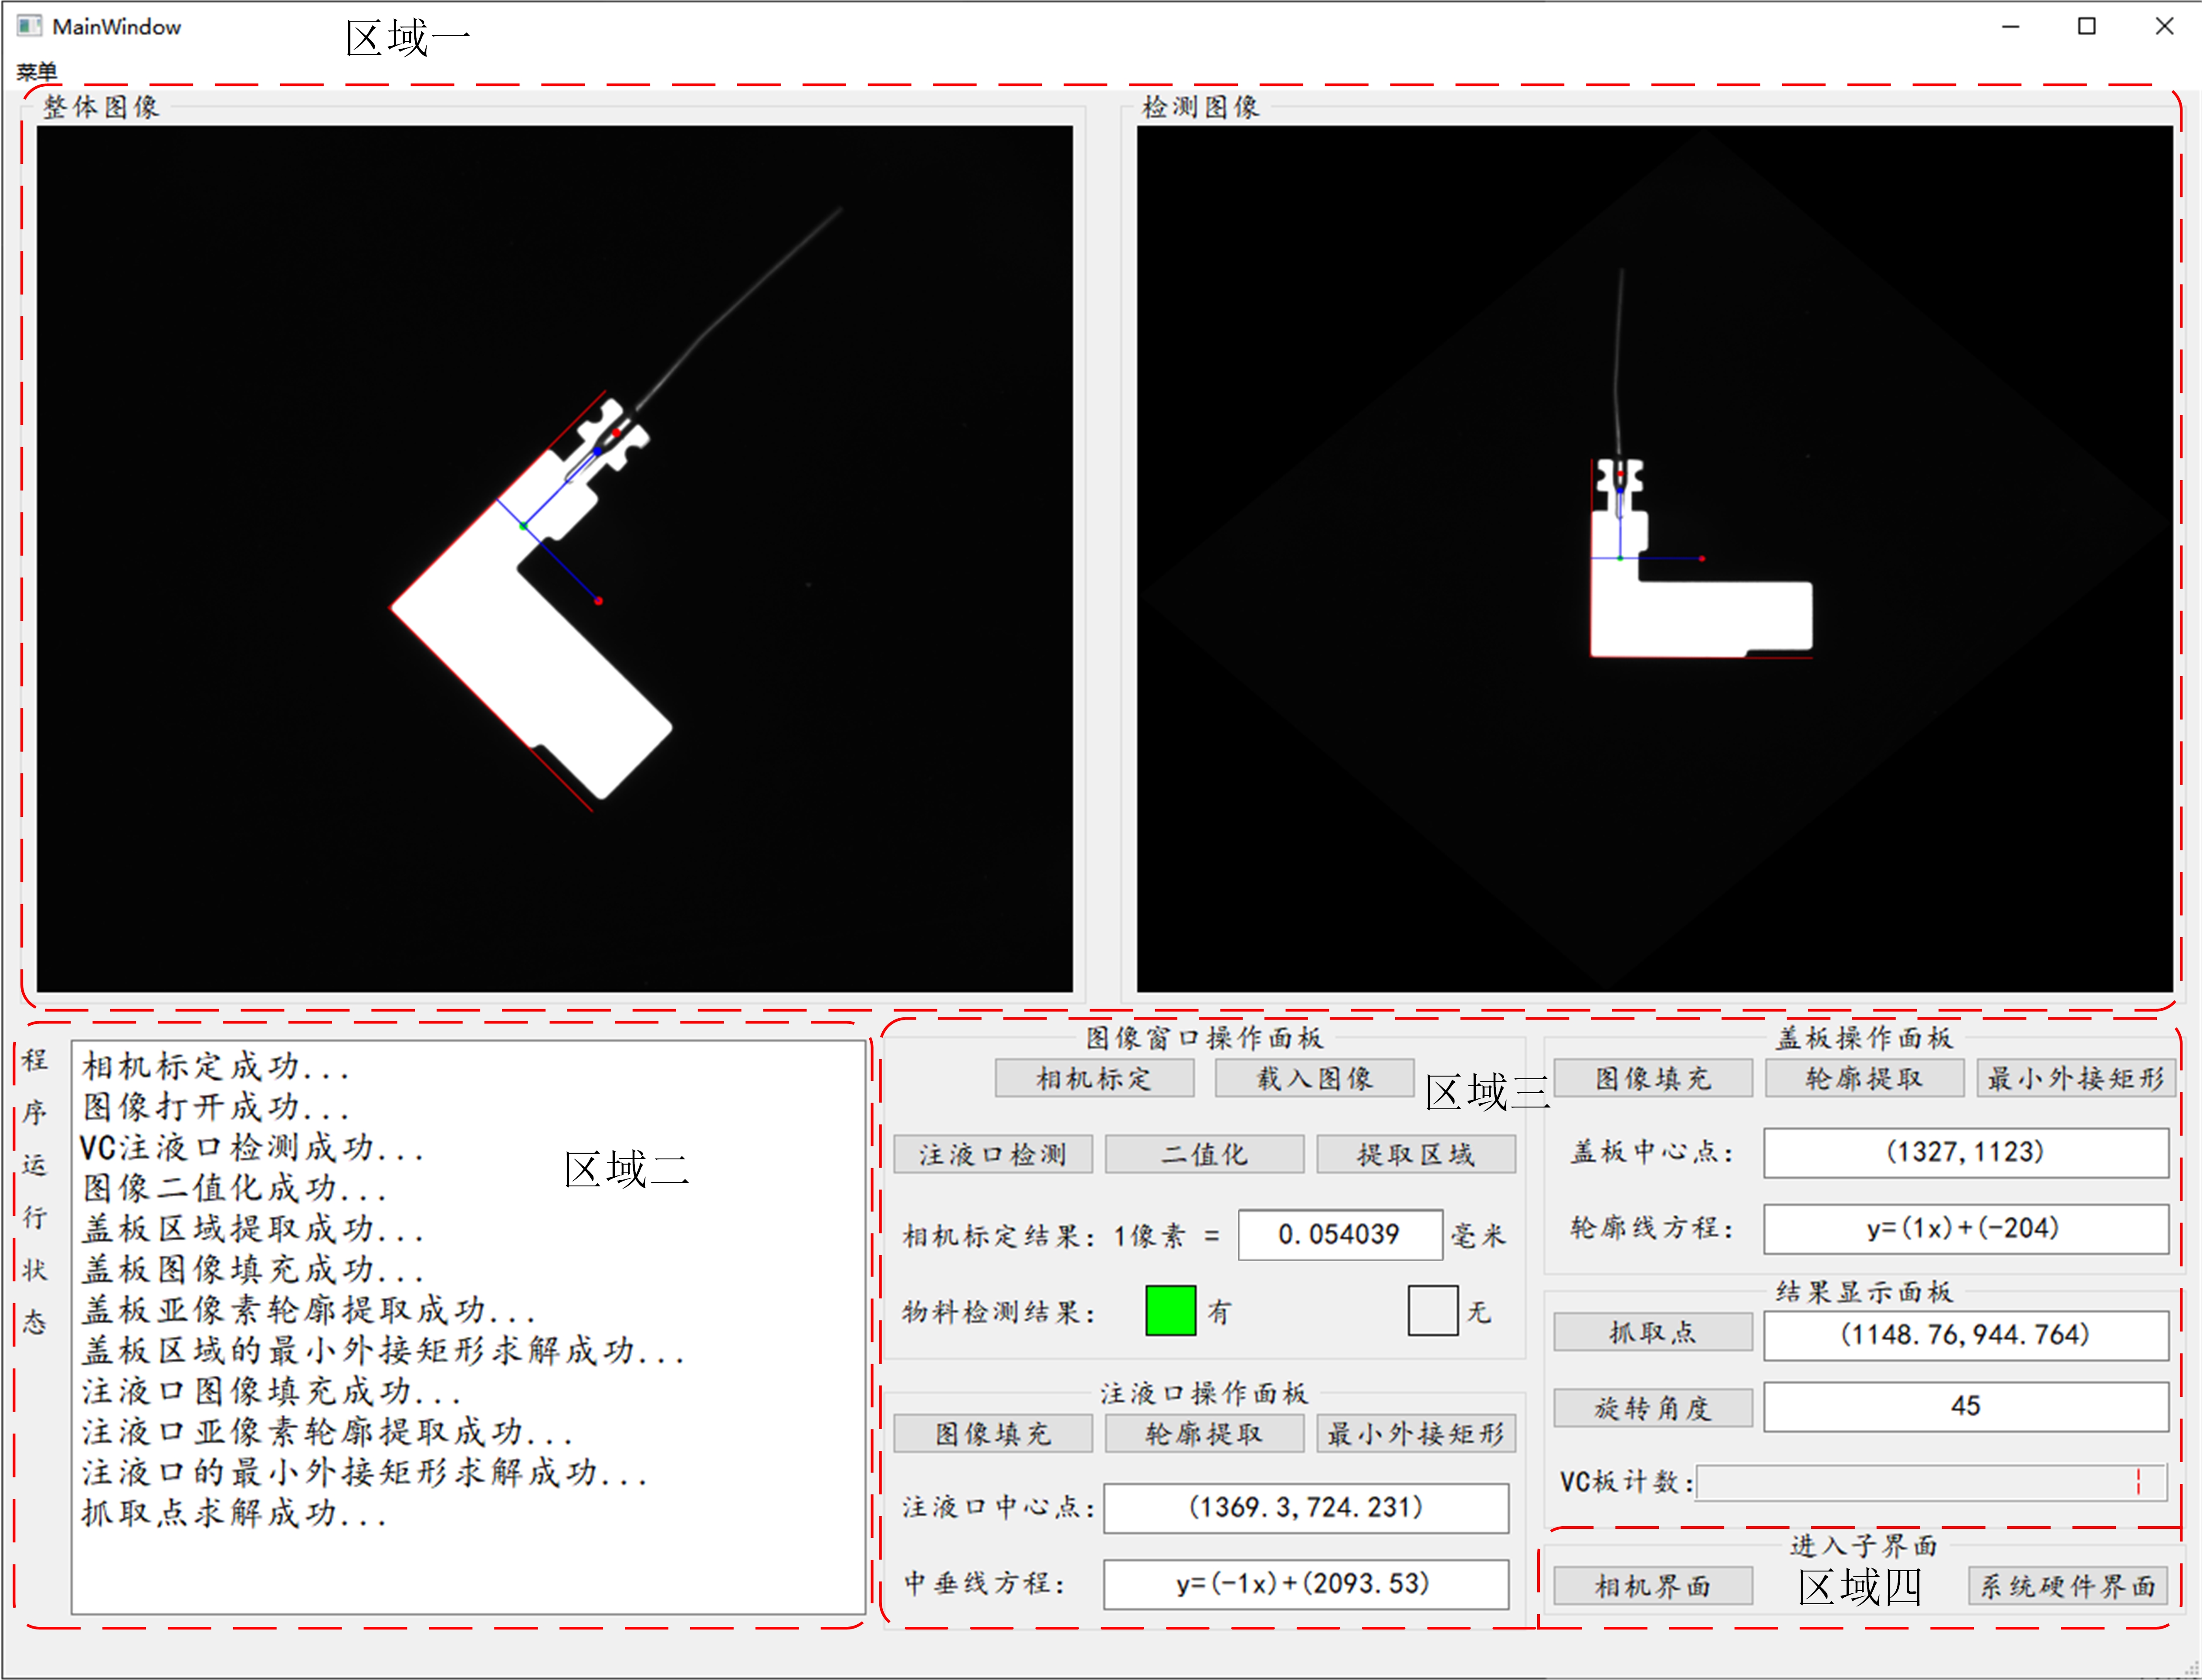 MainWindow
区域一
菜单
整体图像
检测图像
程序运行状态
相机标定成功...
图像打开成功...
VC注液口检测成功...
图像二值化成功...
盖板区域提取成功...
盖板图像填充成功...
盖板亚像素轮廓提取成功...
盖板区域的最小外接矩形求解成功...
注液口图像填充成功...
注液口亚像素轮廓提取成功...
注液口的最小外接矩形求解成功...
抓取点求解成功...
区域二
图像窗口操作面板
相机标定 载入图像
区域三
注液口检测 二值化 提取区域
相机标定结果: 1像素 = 0.054039 毫米
物料检测结果: 有 无
注液口操作面板
图像填充 轮廓提取 最小外接矩形
注液口中心点: (1369.3,724.231)
中垂线方程: y=(-1x)+(2093.53)
盖板操作面板
图像填充 轮廓提取 最小外接矩形
盖板中心点: (1327,1123)
轮廓线方程: y=(1x)+(-204)
结果显示面板
抓取点 (1148.76,944.764)
旋转角度 45
VC板计数:
进入子界面
相机界面 区域四 系统硬件界面